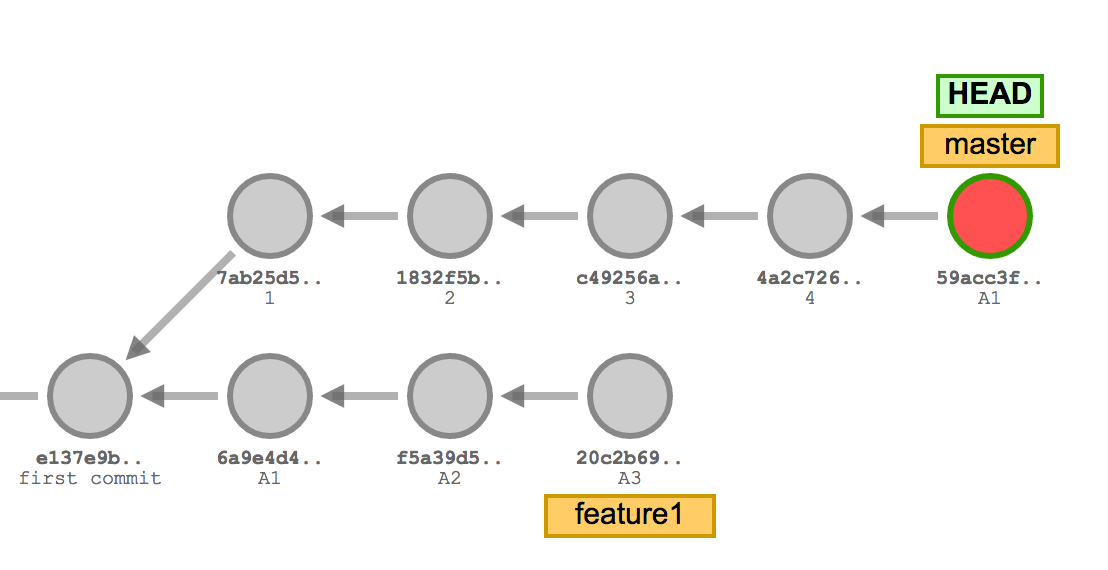 HEAD
master
7ab25d5.. 1832f5b.. c49256a.. 4a2c726.. 59acc3f..
1 2 3 4 A1
e137e9b.. 6a9e4d4.. f5a39d5.. 20c2b69..
first commit A1 A2 A3
feature1